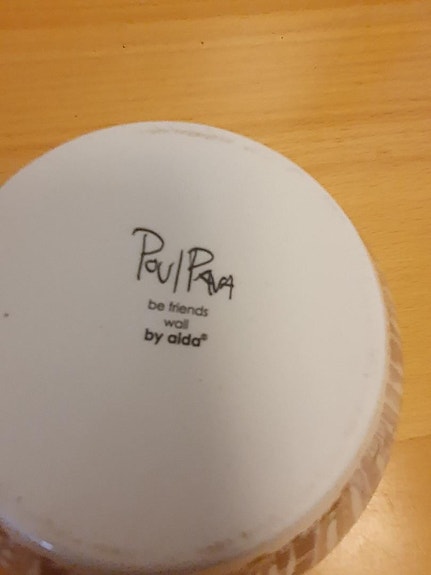 Poul Pava
be friends
wall
by aida®